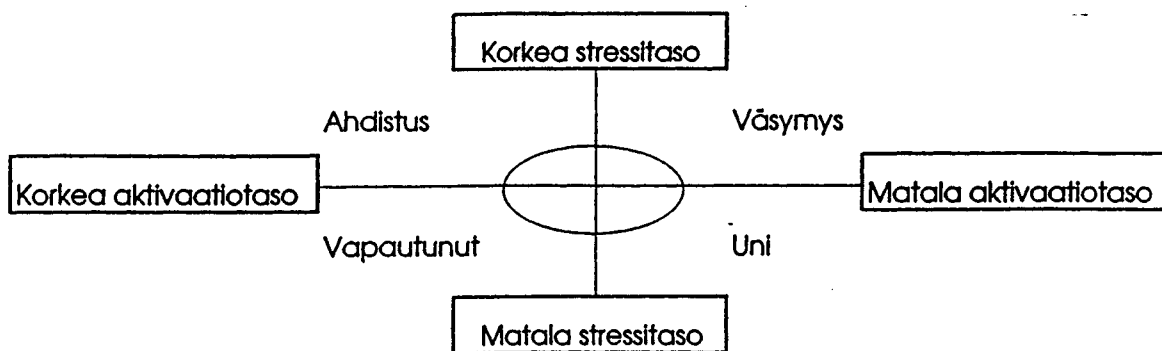 Korkea stressitaso
Ahdistus
Väsymys
Korkea aktivaatiotaso
Matala aktivaatiotaso
Vapautunut
Uni
Matala stressitaso